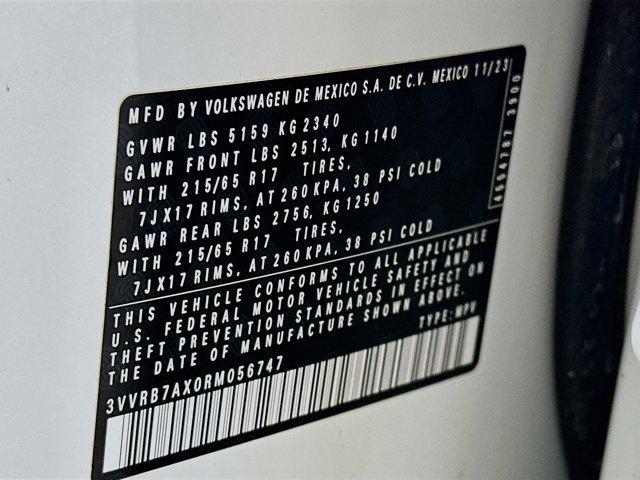 MFD BY VOLKSWAGEN DE MEXICO S.A. DE C.V. MEXICO 11/23
GVWR LBS 5159 KG 2340
GAWR FRONT LBS 2513, KG 1140
WITH 215/65 R17 TIRES,
7JX17 RIMS, AT 260 KPA, 38 PSI COLD
GAWR REAR LBS 2756, KG 1250
WITH 215/65 R17 TIRES,
7JX17 RIMS, AT 260 KPA, 38 PSI COLD
THIS VEHICLE CONFORMS TO ALL APPLICABLE
U.S. FEDERAL MOTOR VEHICLE SAFETY AND
THEFT PREVENTION STANDARDS IN EFFECT ON
THE DATE OF MANUFACTURE SHOWN ABOVE.
TYPE: MPV
3VVRB7AX0RM056747